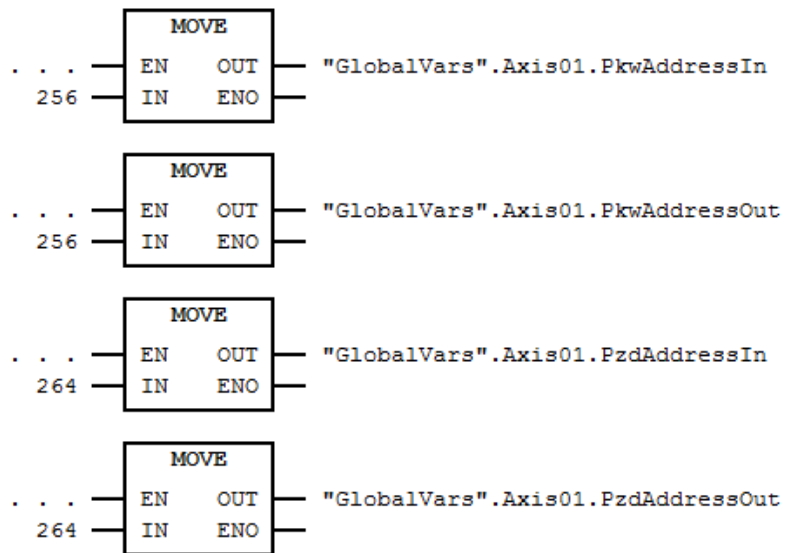 MOVE
. . . EN OUT "GlobalVars".Axis01.PkwAddressIn
256 IN ENO
MOVE
. . . EN OUT "GlobalVars".Axis01.PkwAddressOut
256 IN ENO
MOVE
. . . EN OUT "GlobalVars".Axis01.PzdAddressIn
264 IN ENO
MOVE
. . . EN OUT "GlobalVars".Axis01.PzdAddressOut
264 IN ENO